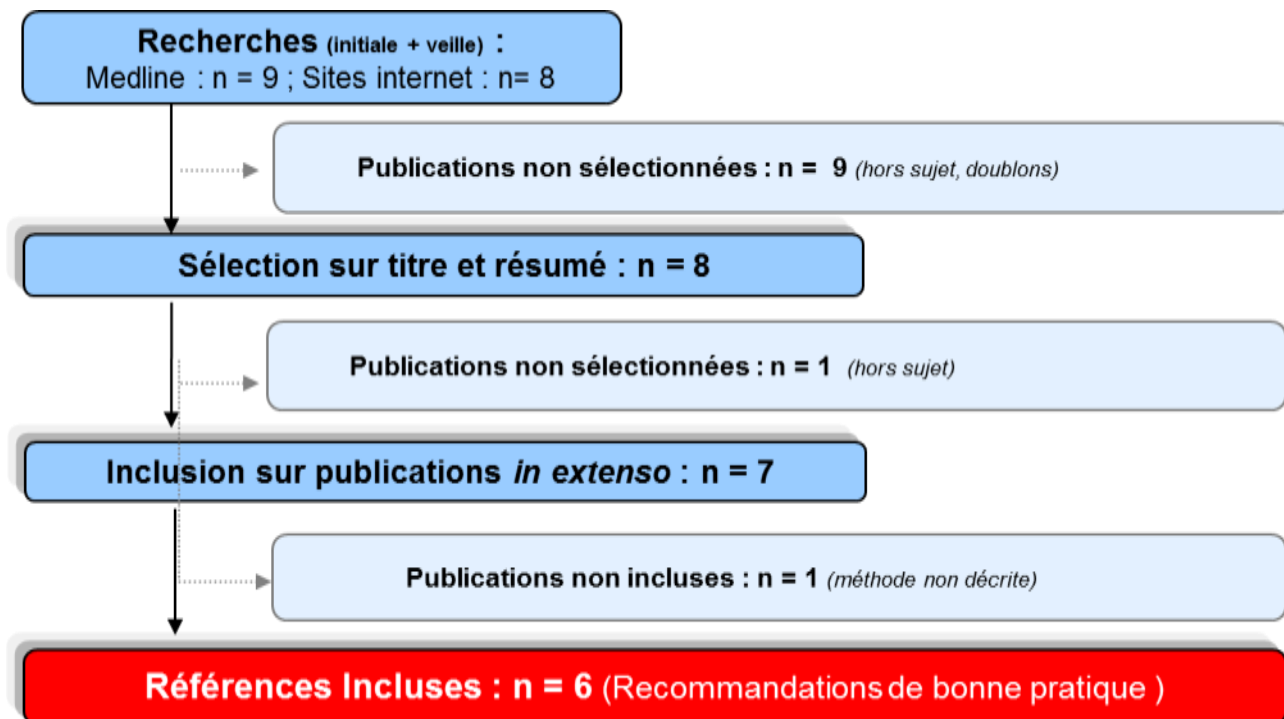 Recherches (initiale + veille) :
Medline : n = 9 ; Sites internet : n= 8
Publications non sélectionnées : n = 9 (hors sujet, doublons)
Sélection sur titre et résumé : n = 8
Publications non sélectionnées : n = 1 (hors sujet)
Inclusion sur publications in extenso : n = 7
Publications non incluses : n = 1 (méthode non décrite)
Références Incluses : n = 6 (Recommandations de bonne pratique )